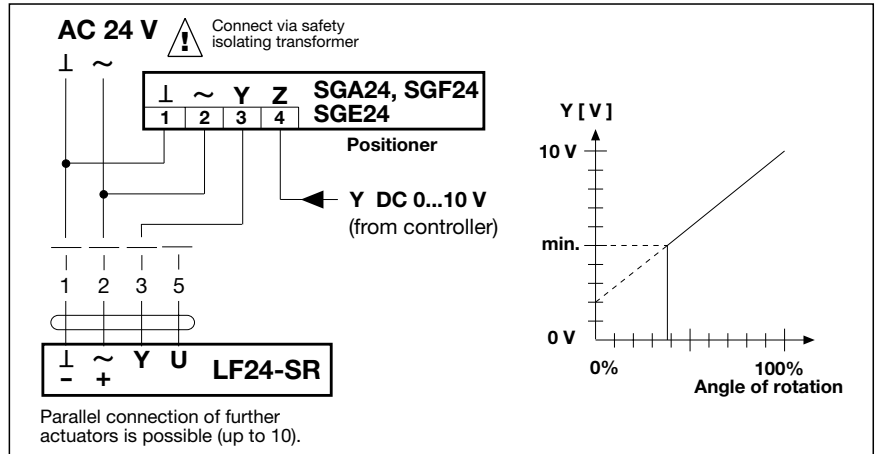 AC 24 V
Connect via safety
isolating transformer
⊥ ~
⊥ ~ Y Z
1 2 3 4
SGA24, SGF24
SGE24
Positioner
Y DC 0...10 V
(from controller)
1 2 3 5
⊥ ~ Y U
– +
LF24-SR
Parallel connection of further
actuators is possible (up to 10).
Y [ V ]
10 V
min.
0 V
0% 100%
Angle of rotation